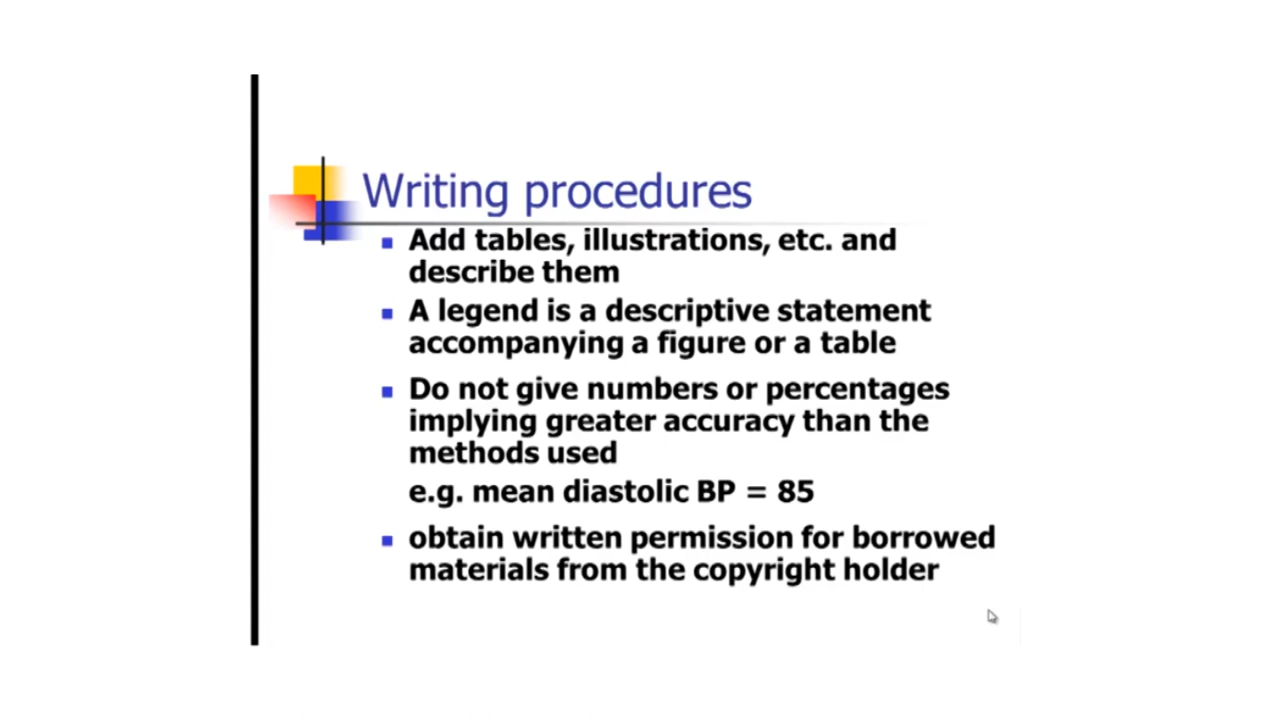 Writing procedures
Add tables, illustrations, etc. and
describe them
A legend is a descriptive statement
accompanying a figure or a table
Do not give numbers or percentages
implying greater accuracy than the
methods used
e.g. mean diastolic BP = 85
obtain written permission for borrowed
materials from the copyright holder